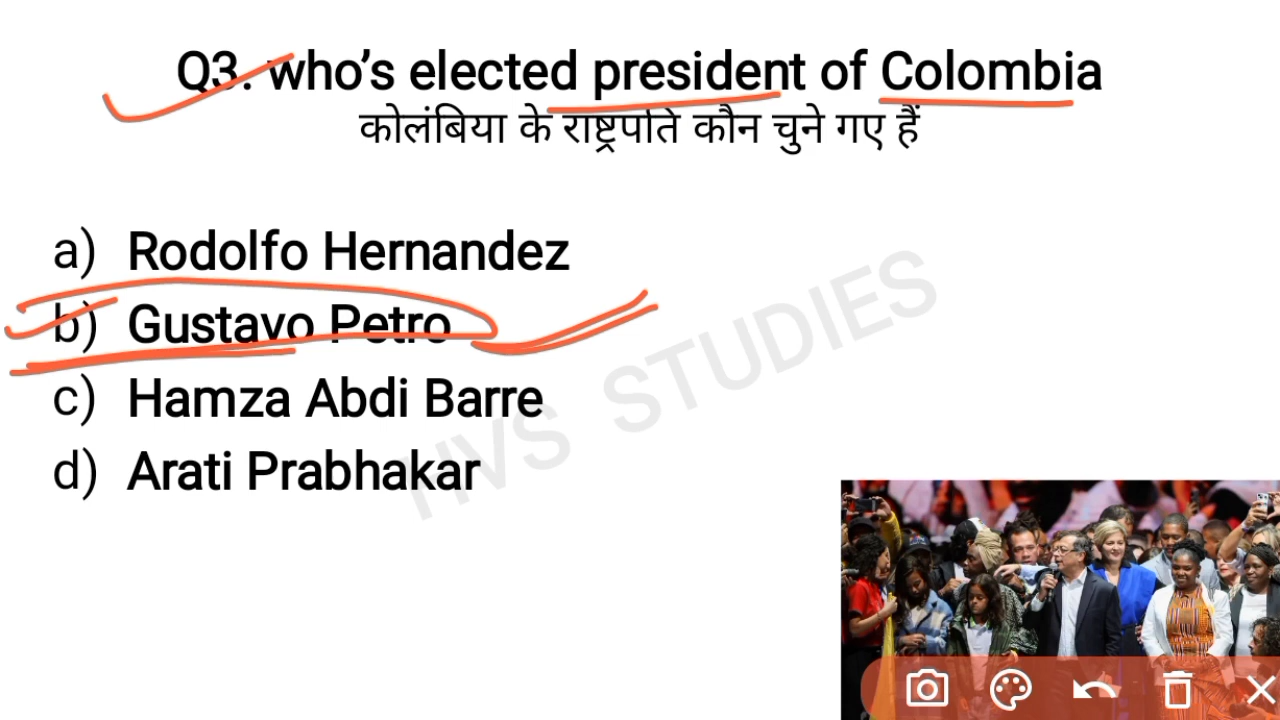 Q3. who’s elected president of Colombia
कोलंबिया के राष्ट्रपति कौन चुने गए हैं
a) Rodolfo Hernandez
b) Gustavo Petro
c) Hamza Abdi Barre
d) Arati Prabhakar
STUDIES